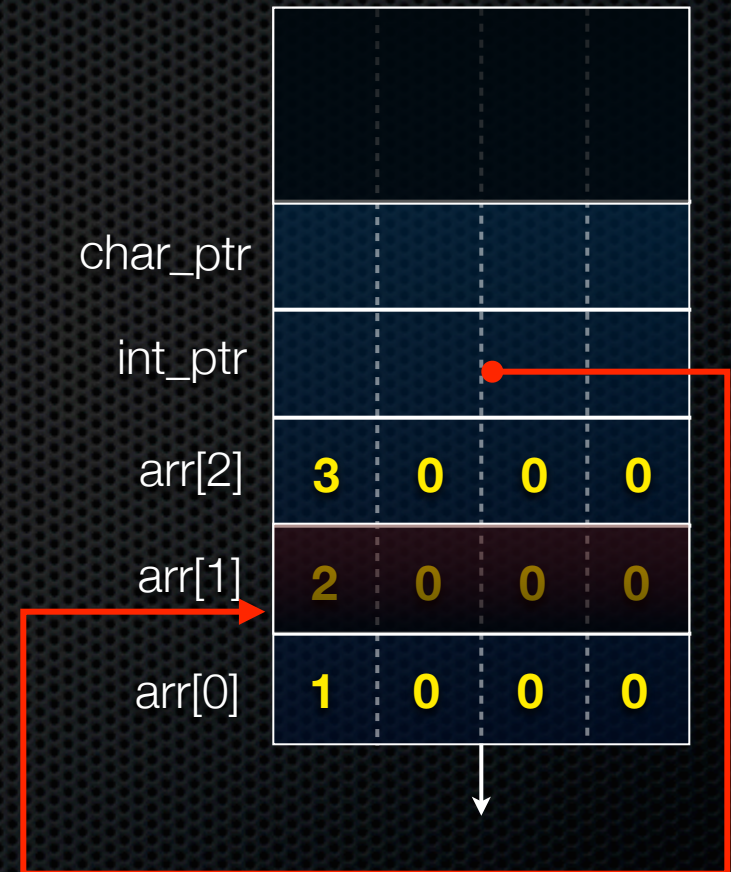 char_ptr
int_ptr
arr[2] 3 0 0 0
arr[1] 2 0 0 0
arr[0] 1 0 0 0